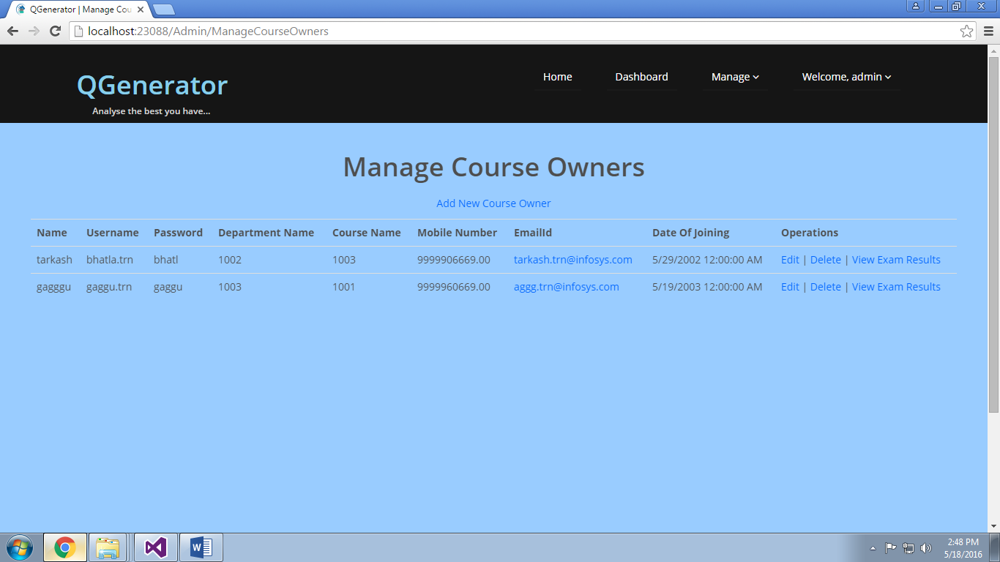 QGenerator | Manage Cou
localhost:23088/Admin/ManageCourseOwners
QGenerator
Analyse the best you have...
Home Dashboard Manage Welcome, admin
Manage Course Owners
Add New Course Owner
Name Username Password Department Name Course Name Mobile Number EmailId Date Of Joining Operations
tarkash bhatla.trn bhatl 1002 1003 9999906669.00 tarkash.trn@infosys.com 5/29/2002 12:00:00 AM Edit | Delete | View Exam Results
gagggu gaggu.trn gaggu 1003 1001 9999960669.00 aggg.trn@infosys.com 5/19/2003 12:00:00 AM Edit | Delete | View Exam Results
2:48 PM
5/18/2016